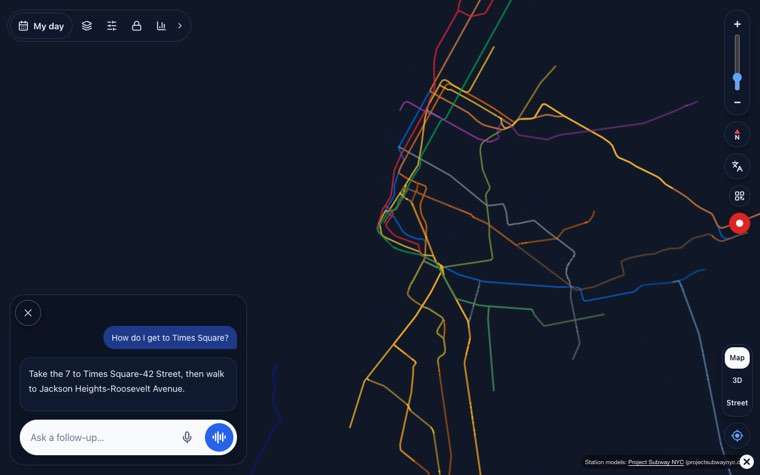 My day
N
How do I get to Times Square?
Take the 7 to Times Square-42 Street, then walk
to Jackson Heights-Roosevelt Avenue.
Ask a follow-up...
Map
3D
Street
Station models: Project Subway NYC (projectsubwaynyc.c